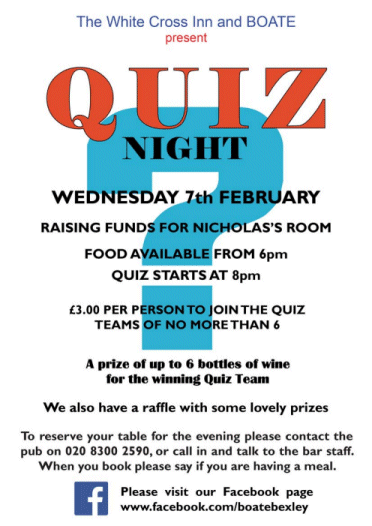 The White Cross Inn and BOATE
present
QUIZ
NIGHT
WEDNESDAY 7th FEBRUARY
RAISING FUNDS FOR NICHOLAS'S ROOM
FOOD AVAILABLE FROM 6pm
QUIZ STARTS AT 8pm
£3.00 PER PERSON TO JOIN THE QUIZ
TEAMS OF NO MORE THAN 6
A prize of up to 6 bottles of wine
for the winning Quiz Team
We also have a raffle with some lovely prizes
To reserve your table for the evening please contact the
pub on 020 8300 2590, or call in and talk to the bar staff.
When you book please say if you are having a meal.
Please visit our Facebook page
www.facebook.com/boatebexley